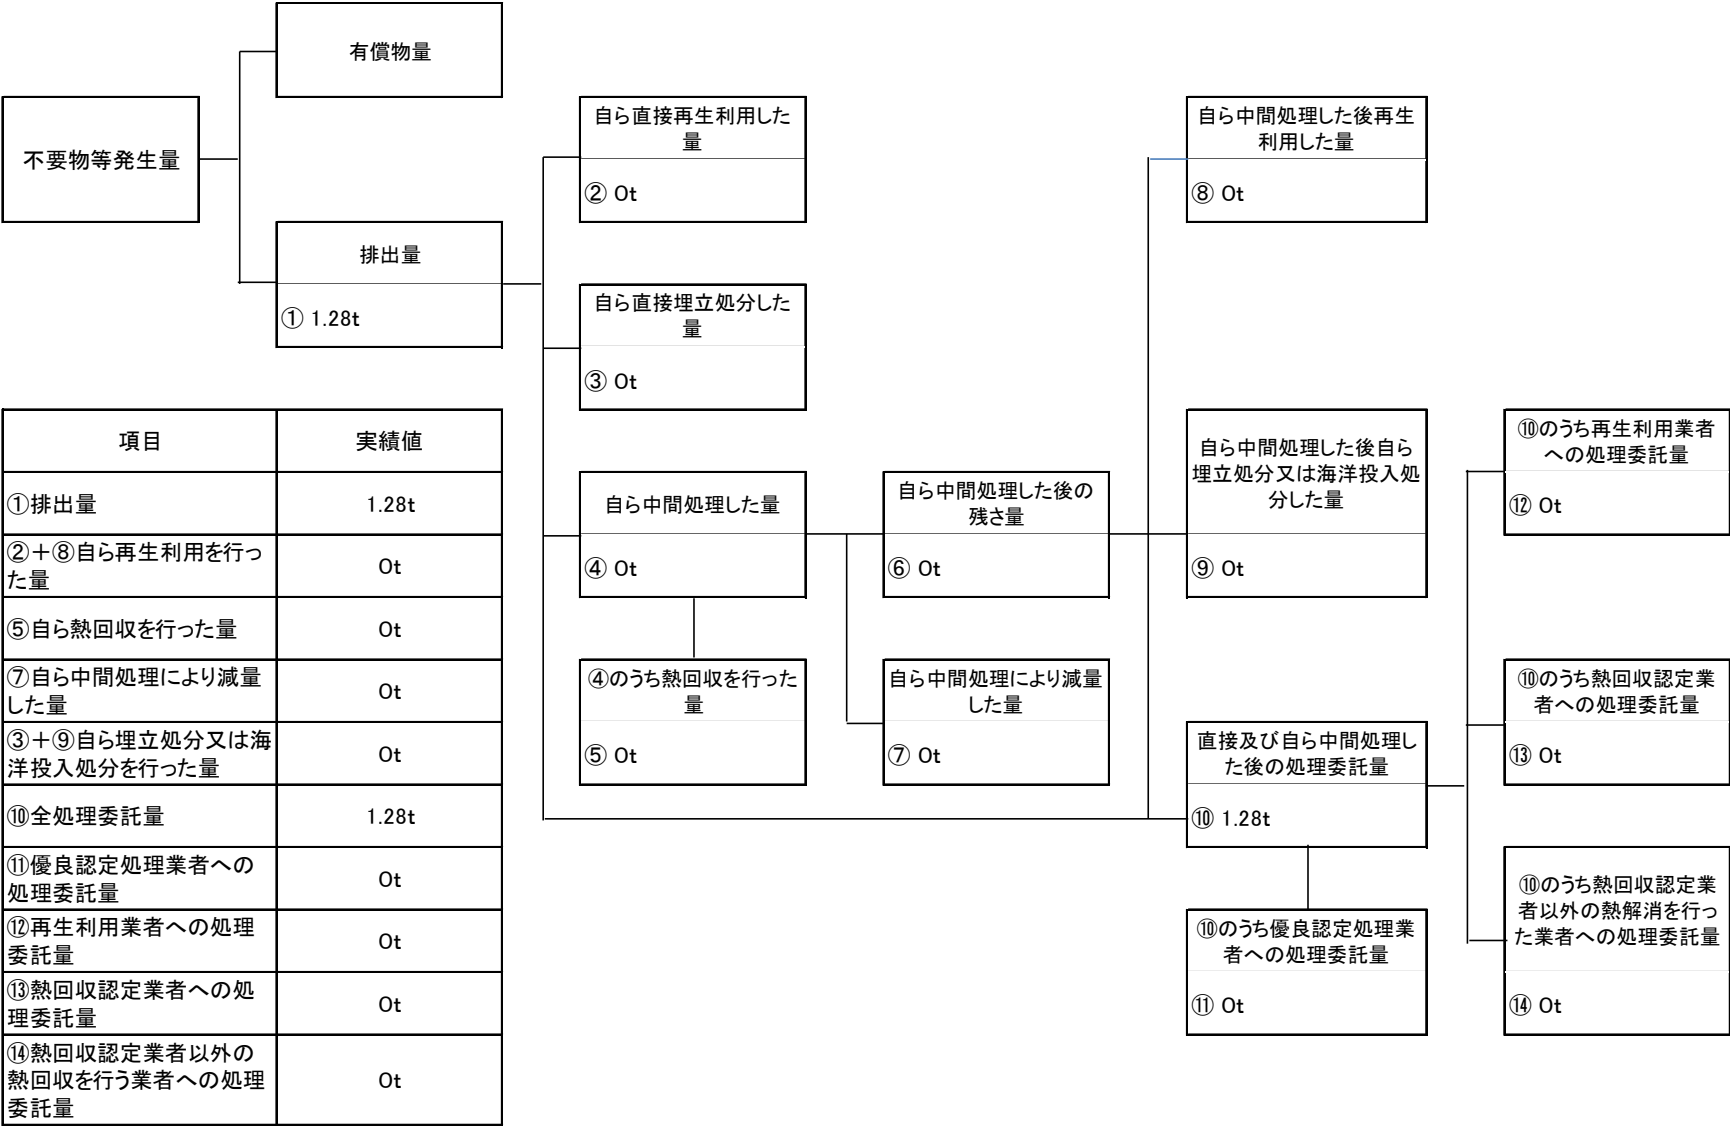 有償物量
不要物等発生量
排出量
① 1.28t
自ら直接再生利用した
量
② 0t
自ら直接埋立処分した
量
③ 0t
自ら中間処理した量
④ 0t
④のうち熱回収を行った
量
⑤ 0t
自ら中間処理した後の
残さ量
⑥ 0t
自ら中間処理により減量
した量
⑦ 0t
自ら中間処理した後再生
利用した量
⑧ 0t
自ら中間処理した後自ら
埋立処分又は海洋投入処
分した量
⑨ 0t
直接及び自ら中間処理し
た後の処理委託量
⑩ 1.28t
⑩のうち優良認定処理業
者への処理委託量
⑪ 0t
⑩のうち再生利用業者
への処理委託量
⑫ 0t
⑩のうち熱回収認定業
者への処理委託量
⑬ 0t
⑩のうち熱回収認定業
者以外の熱解消を行っ
た業者への処理委託量
⑭ 0t
項目 実績値
①排出量 1.28t
②＋⑧自ら再生利用を行っ
た量 0t
⑤自ら熱回収を行った量 0t
⑦自ら中間処理により減量
した量 0t
③＋⑨自ら埋立処分又は海
洋投入処分を行った量 0t
⑩全処理委託量 1.28t
⑪優良認定処理業者への
処理委託量 0t
⑫再生利用業者への処理
委託量 0t
⑬熱回収認定業者への処
理委託量 0t
⑭熱回収認定業者以外の
熱回収を行う業者への処理
委託量 0t